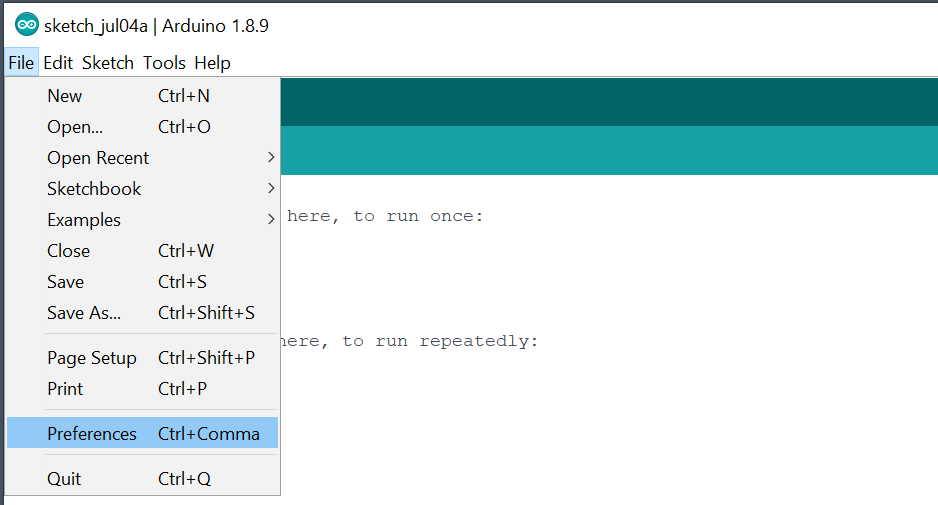 sketch_jul04a | Arduino 1.8.9
File Edit Sketch Tools Help
New Ctrl+N
Open... Ctrl+O
Open Recent
Sketchbook
here, to run once:
Examples
Close Ctrl+W
Save Ctrl+S
Save As... Ctrl+Shift+S
here, to run repeatedly:
Page Setup Ctrl+Shift+P
Print Ctrl+P
Preferences Ctrl+Comma
Quit Ctrl+Q